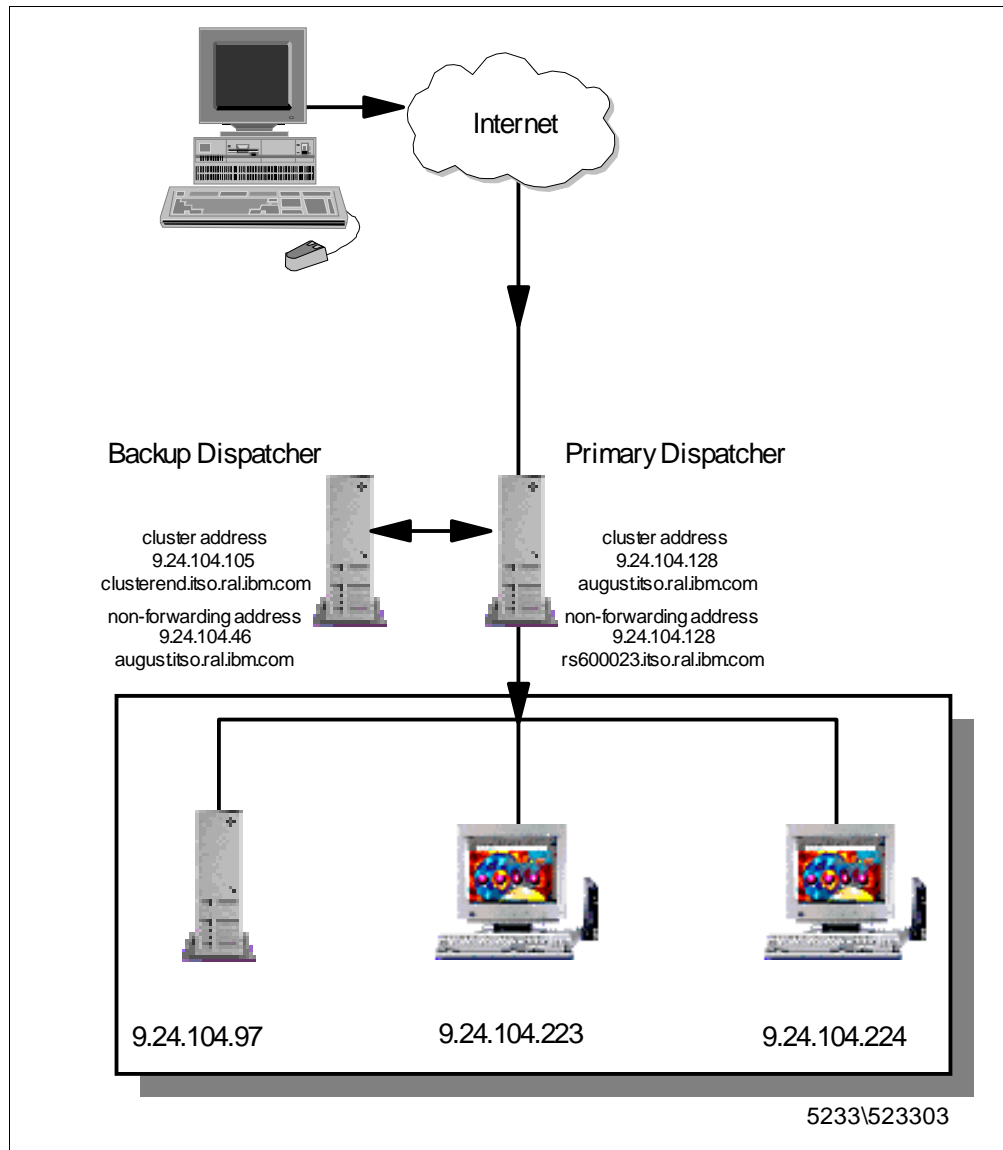 Internet
Backup Dispatcher
Primary Dispatcher
cluster address
9.24.104.105
clusterend.itso.ral.ibm.com
non-forwarding address
9.24.104.46
august.itso.ral.ibm.com
cluster address
9.24.104.128
august.itso.ral.ibm.com
non-forwarding address
9.24.104.128
rs600023.itso.ral.ibm.com
9.24.104.97
9.24.104.223
9.24.104.224
5233\523303